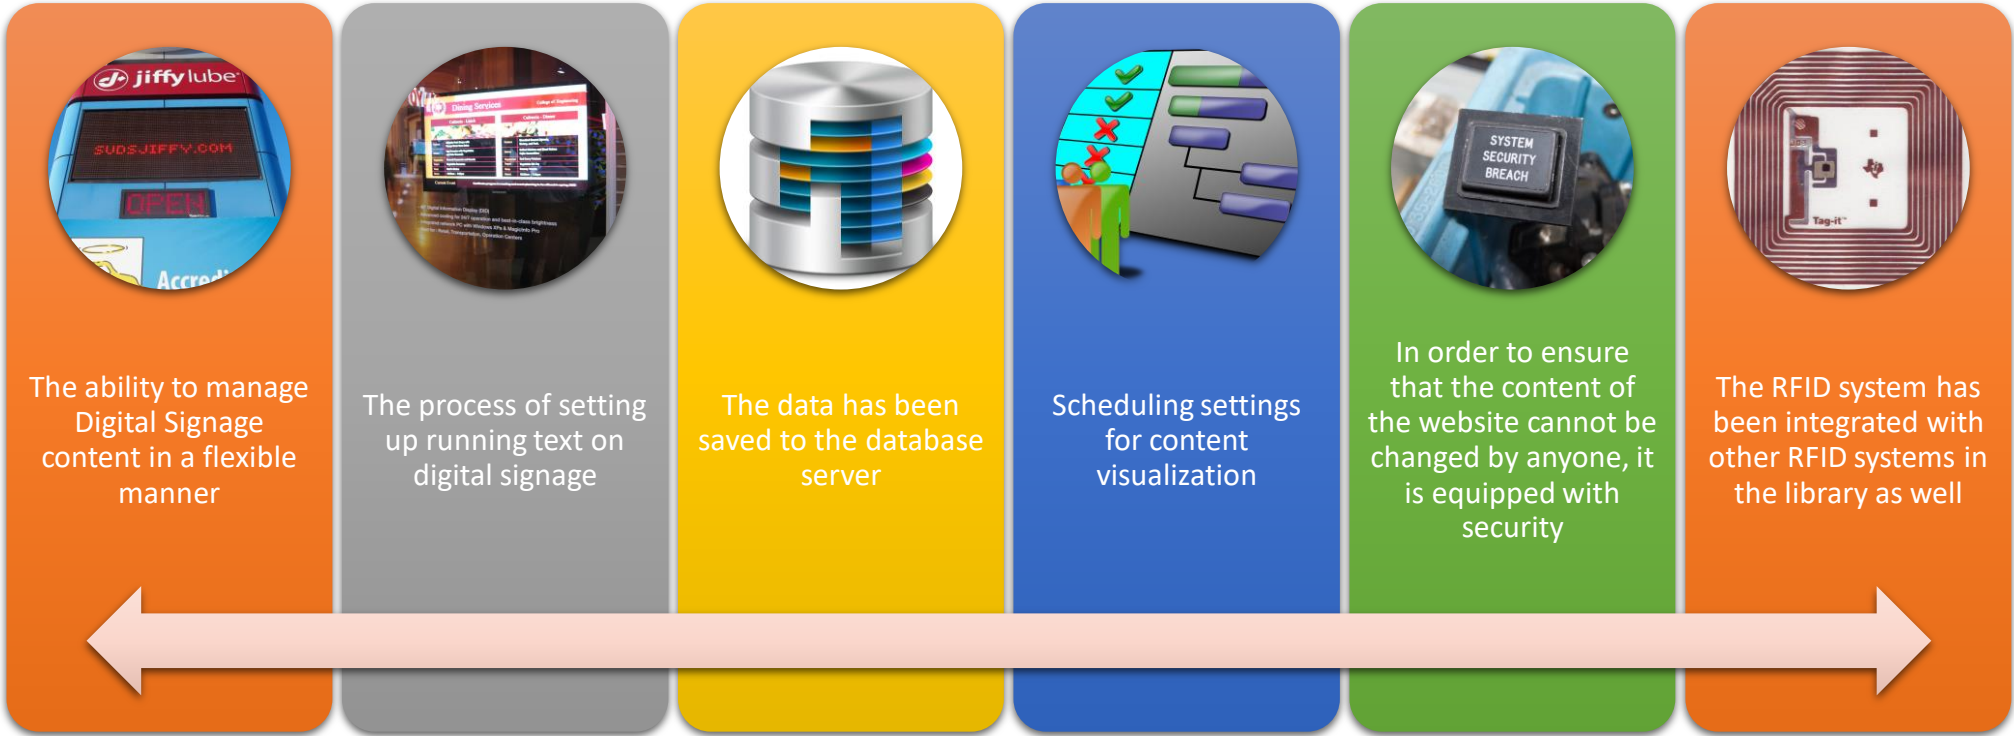 jiffy lube
SUDSJIFFY.COM
OPEN
The ability to manage
Digital Signage
content in a flexible
manner
Dining Services
College of Engineering
The process of setting
up running text on
digital signage
The data has been
saved to the database
server
Scheduling settings
for content
visualization
SYSTEM
SECURITY
BREACH
In order to ensure
that the content of
the website cannot be
changed by anyone, it
is equipped with
security
Tag-it™
The RFID system has
been integrated with
other RFID systems in
the library as well